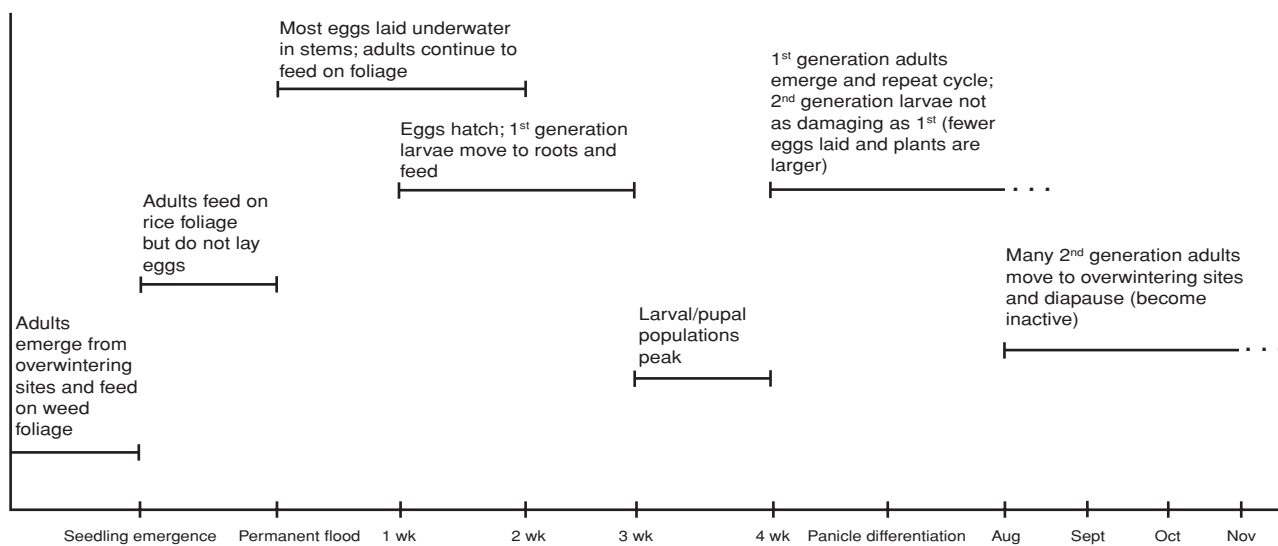 Most eggs laid underwater
in stems; adults continue to
feed on foliage
1st generation adults
emerge and repeat cycle;
2nd generation larvae not
as damaging as 1st (fewer
eggs laid and plants are
larger)
Eggs hatch; 1st generation
larvae move to roots and
feed
Adults feed on
rice foliage
but do not lay
eggs
Many 2nd generation adults
move to overwintering sites
and diapause (become
inactive)
Larval/pupal
populations
peak
Adults
emerge from
overwintering
sites and feed
on weed
foliage
Seedling emergence Permanent flood 1 wk 2 wk 3 wk 4 wk Panicle differentiation Aug Sept Oct Nov